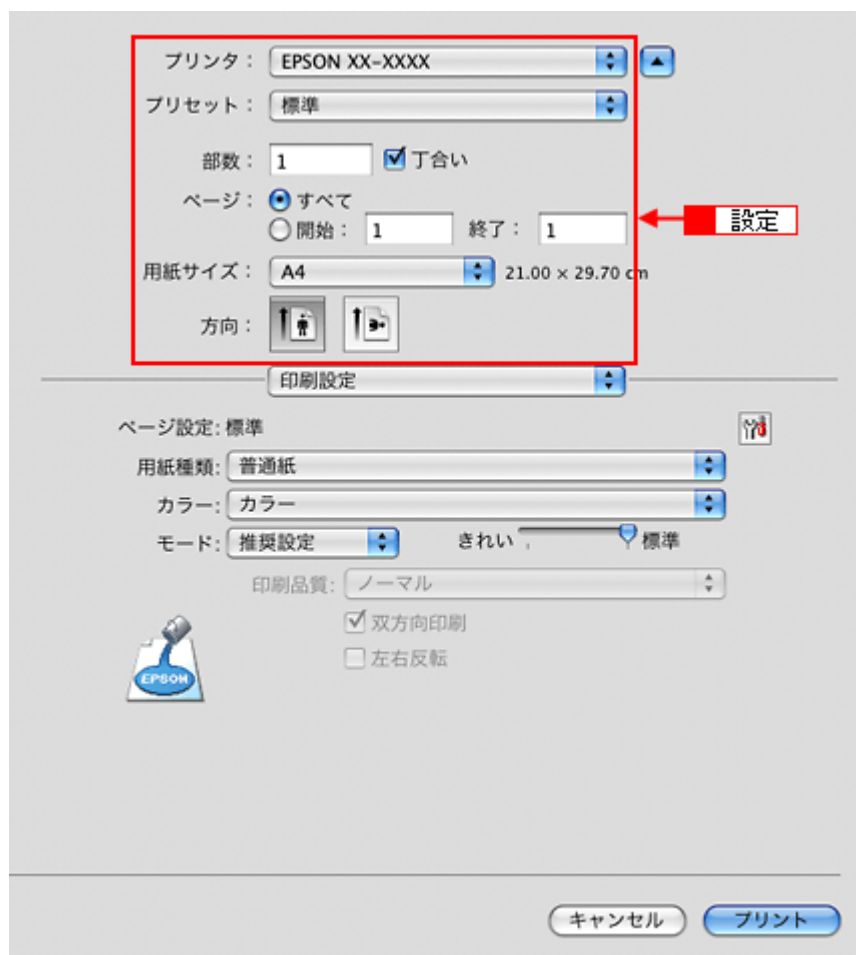 プリンタ： EPSON XX-XXXX
プリセット： 標準
部数： 1 丁合い
ページ： すべて
開始： 1 終了： 1
設定
用紙サイズ： A4 21.00 × 29.70 cm
方向：
印刷設定
ページ設定: 標準
用紙種類: 普通紙
カラー: カラー
モード: 推奨設定 きれい 標準
印刷品質: ノーマル
双方向印刷
左右反転
EPSON
キャンセル プリント